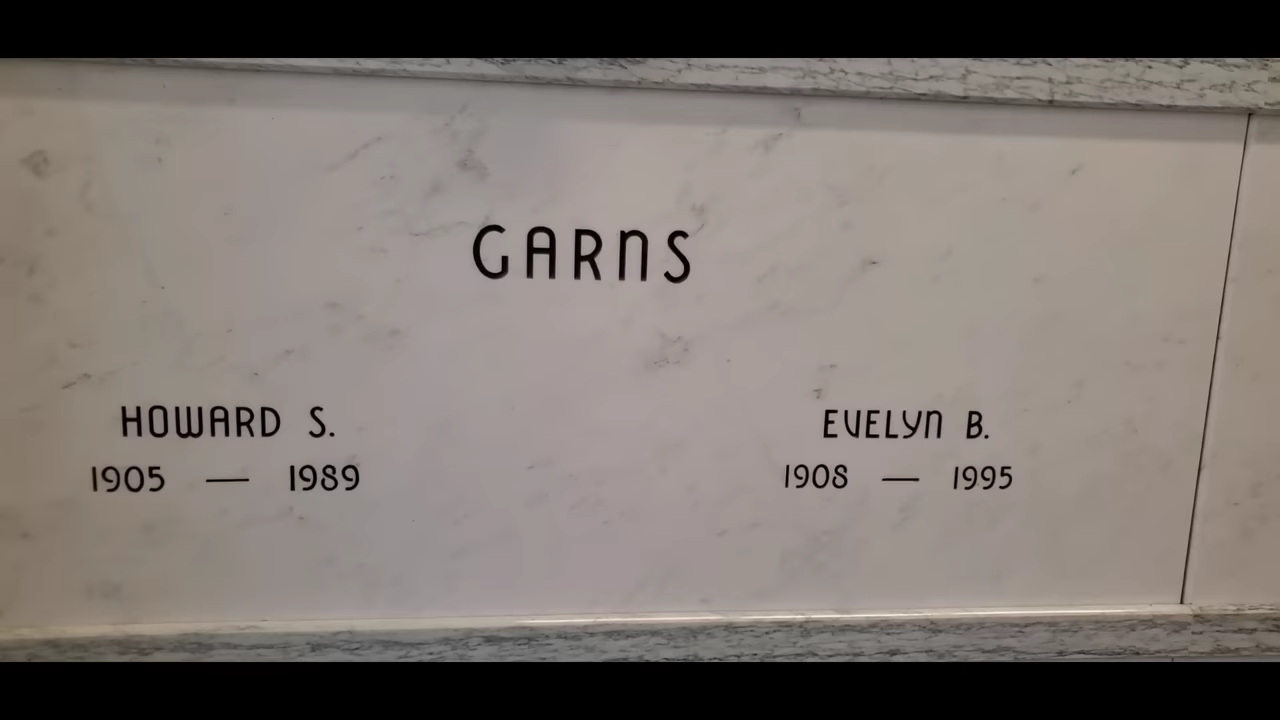 GARNS
HOWARD S.
1905 — 1989
EVELYN B.
1908 — 1995